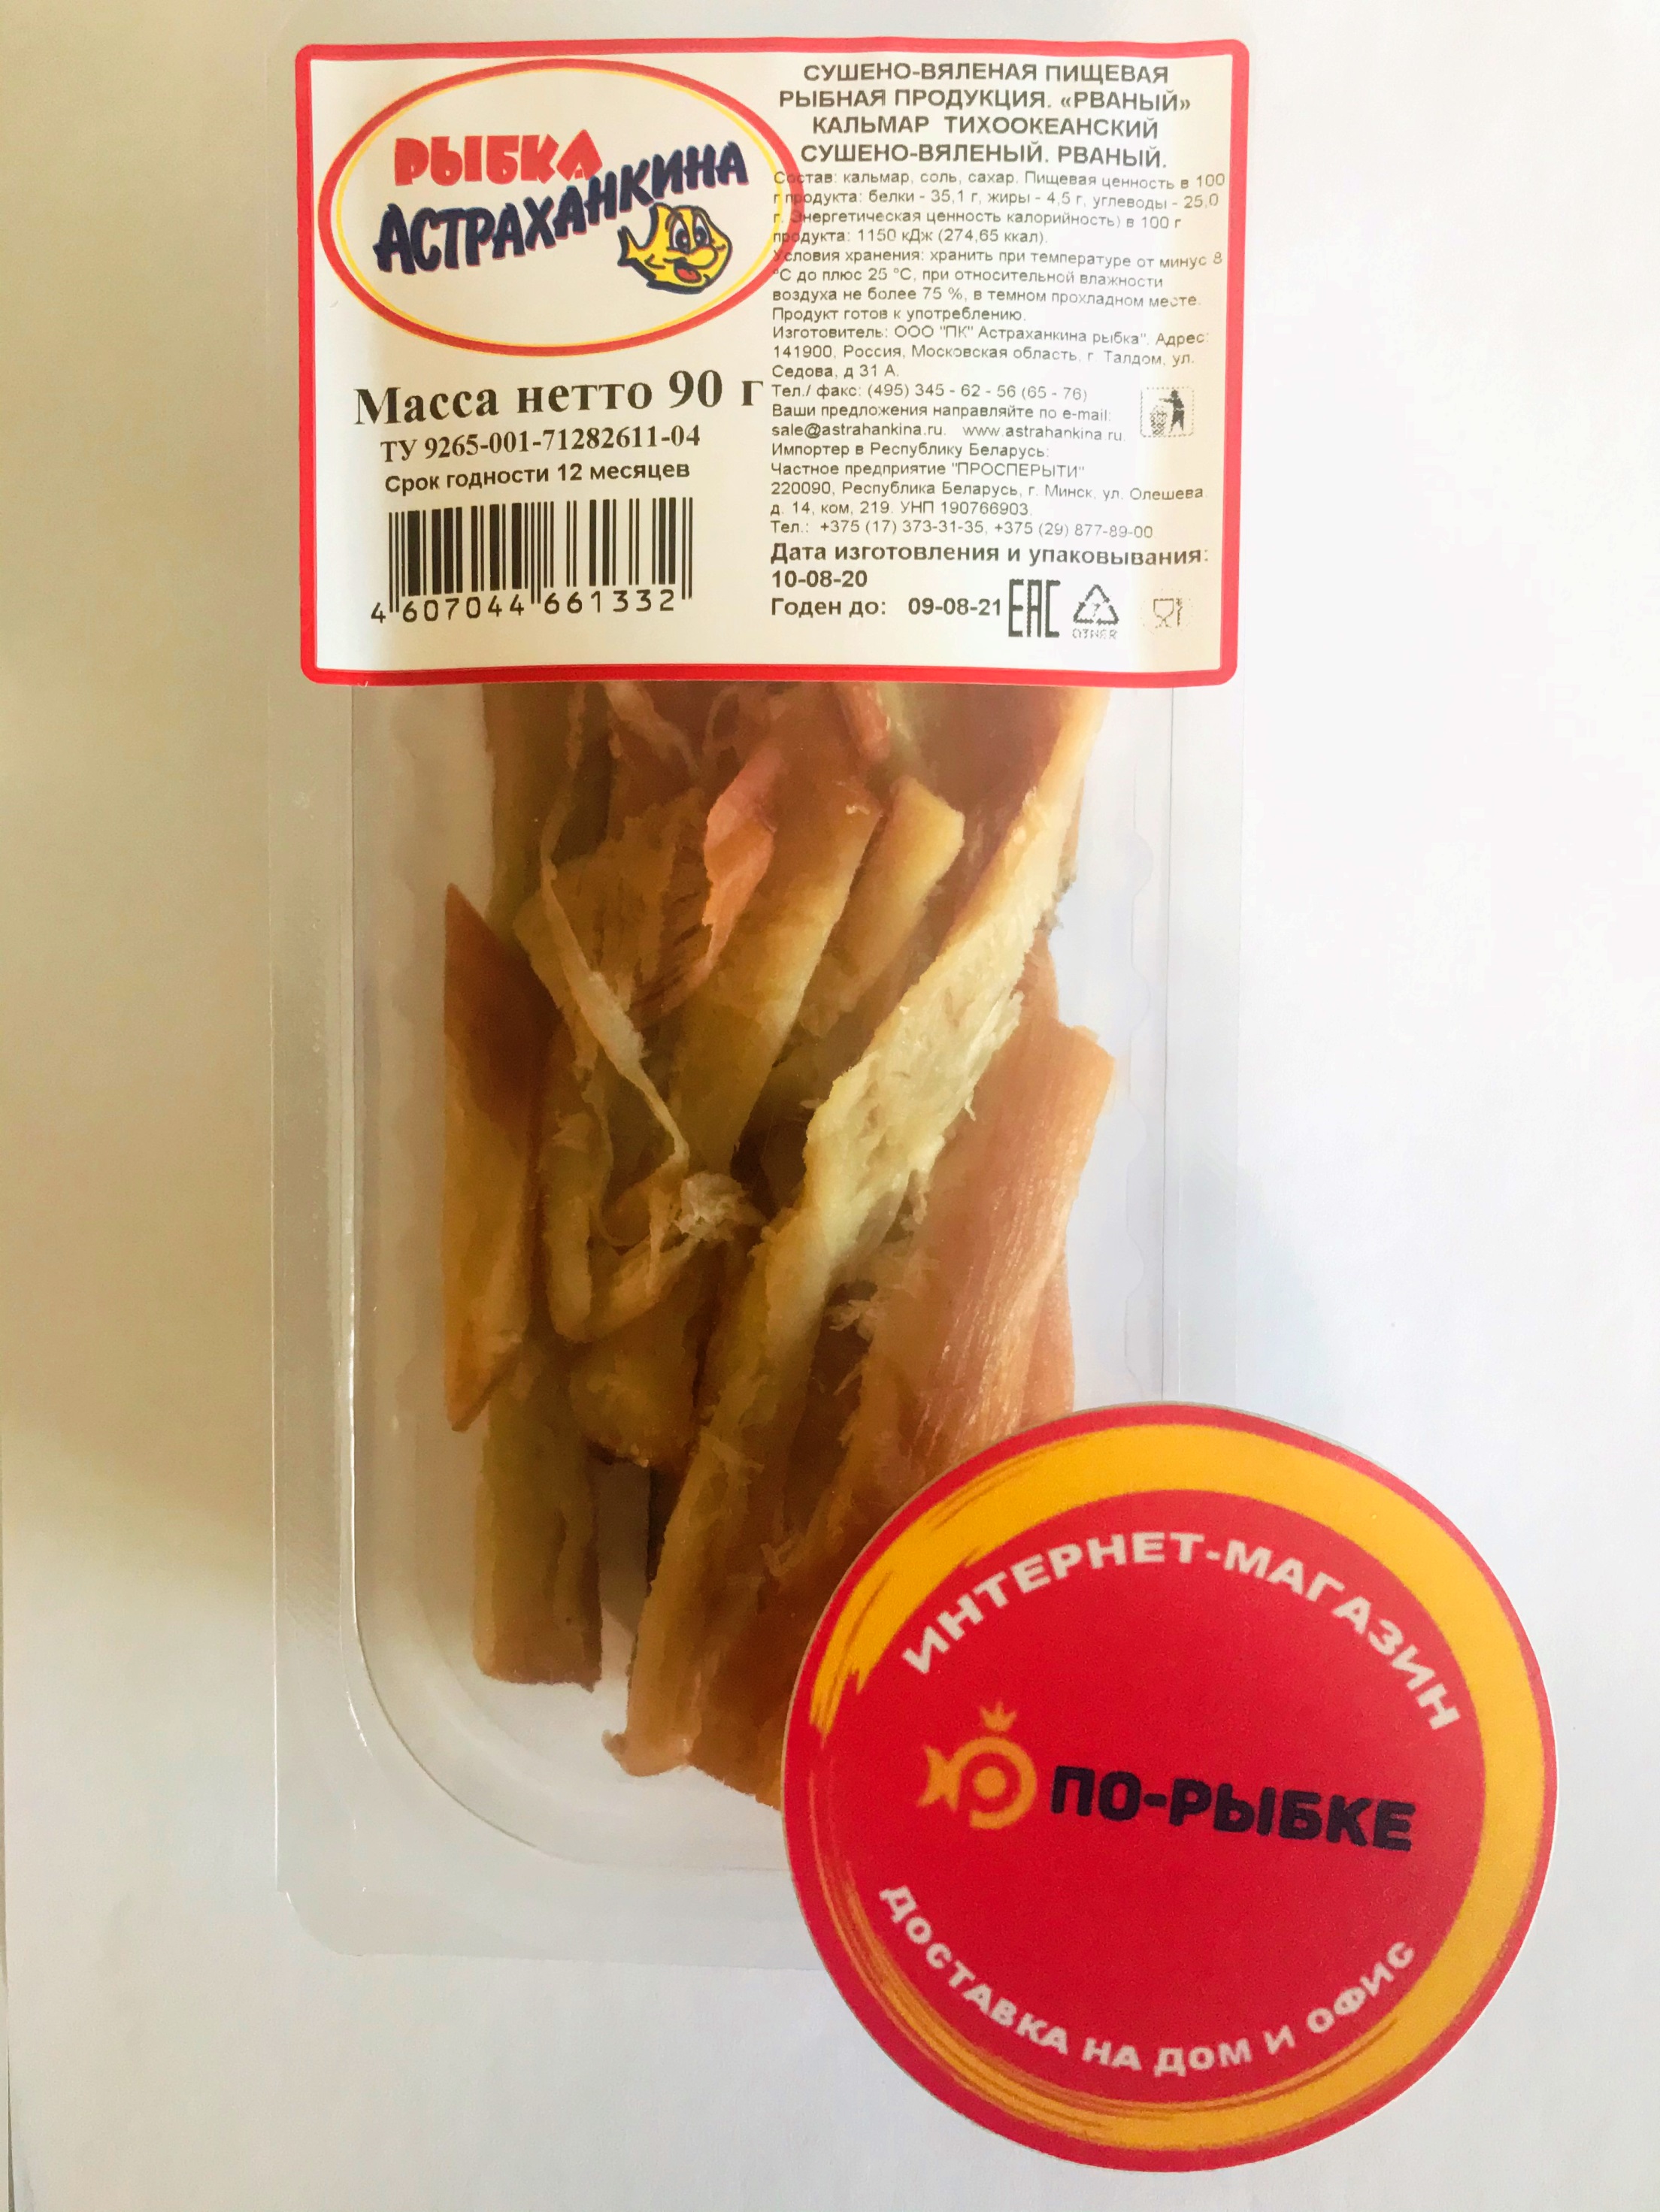 РЫБКА
АСТРАХАНКИНА
Масса нетто 90 г
ТУ 9265-001-71282611-04
Срок годности 12 месяцев
4 607044 661332
СУШЕНО-ВЯЛЕНАЯ ПИЩЕВАЯ
РЫБНАЯ ПРОДУКЦИЯ. «РВАНЫЙ»
КАЛЬМАР ТИХООКЕАНСКИЙ
СУШЕНО-ВЯЛЕНЫЙ. РВАНЫЙ.
Состав: кальмар, соль, сахар. Пищевая ценность в 100
г продукта: белки - 35,1 г, жиры - 4,5 г, углеводы - 25,0
г. Энергетическая ценность калорийность) в 100 г
продукта: 1150 кДж (274,65 ккал).
Условия хранения: хранить при температуре от минус 8
°С до плюс 25 °С, при относительной влажности
воздуха не более 75 %, в темном прохладном месте.
Продукт готов к употреблению.
Изготовитель: ООО "ПК" Астраханкина рыбка". Адрес:
141900, Россия, Московская область, г Талдом, ул.
Седова, д 31 А.
Тел./ факс: (495) 345 - 62 - 56 (65 - 76)
Ваши предложения направляйте по e-mail:
sale@astrahankina.ru. www.astrahankina.ru.
Импортер в Республику Беларусь:
Частное предприятие "ПРОСПЕРЫТИ"
220090, Республика Беларусь, г. Минск, ул. Олешева
д. 14, ком, 219. УНП 190766903.
Тел.: +375 (17) 373-31-35, +375 (29) 877-89-00
Дата изготовления и упаковывания:
10-08-20
Годен до: 09-08-21 EAC
7
ИНТЕРНЕТ-МАГАЗИН
ПО-РЫБКЕ
ДОСТАВКА НА ДОМ И ОФИС